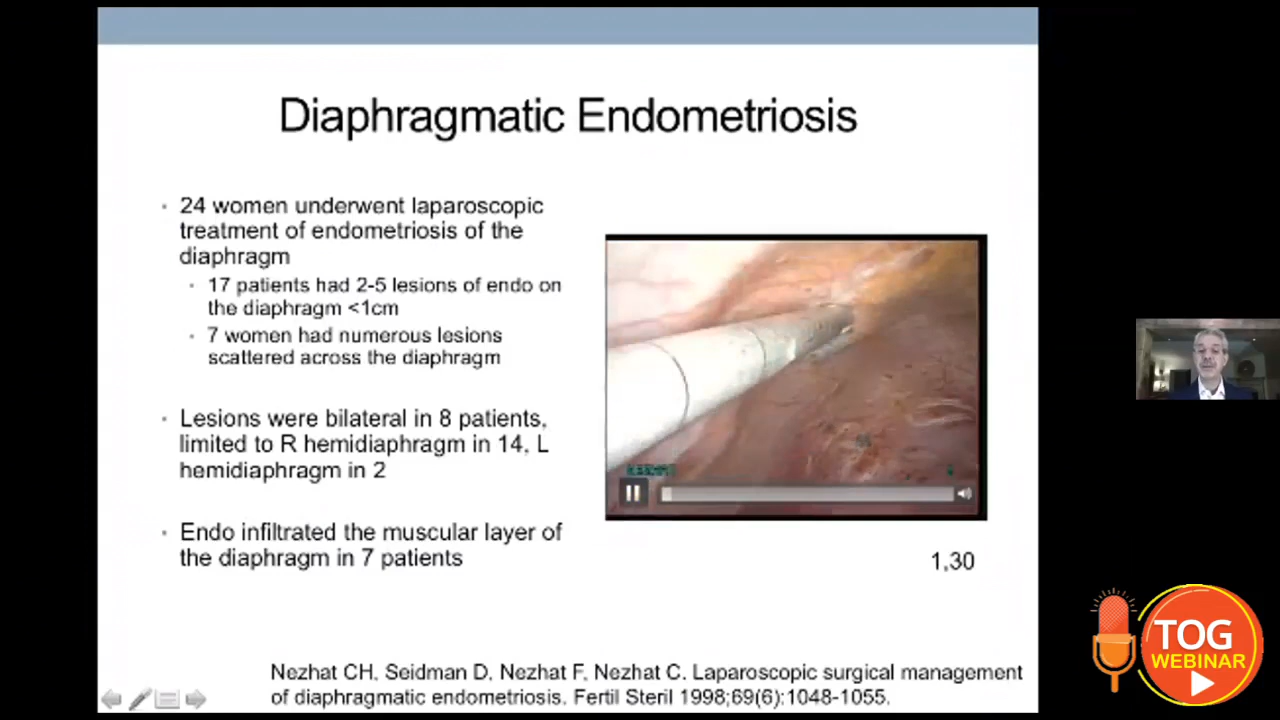 Diaphragmatic Endometriosis
24 women underwent laparoscopic
treatment of endometriosis of the
diaphragm
17 patients had 2-5 lesions of endo on
the diaphragm <1cm
7 women had numerous lesions
scattered across the diaphragm
Lesions were bilateral in 8 patients,
limited to R hemidiaphragm in 14, L
hemidiaphragm in 2
Endo infiltrated the muscular layer of
the diaphragm in 7 patients
1,30
Nezhat CH, Seidman D, Nezhat F, Nezhat C. Laparoscopic surgical management
of diaphragmatic endometriosis. Fertil Steril 1998;69(6):1048-1055.
TOG
WEBINAR